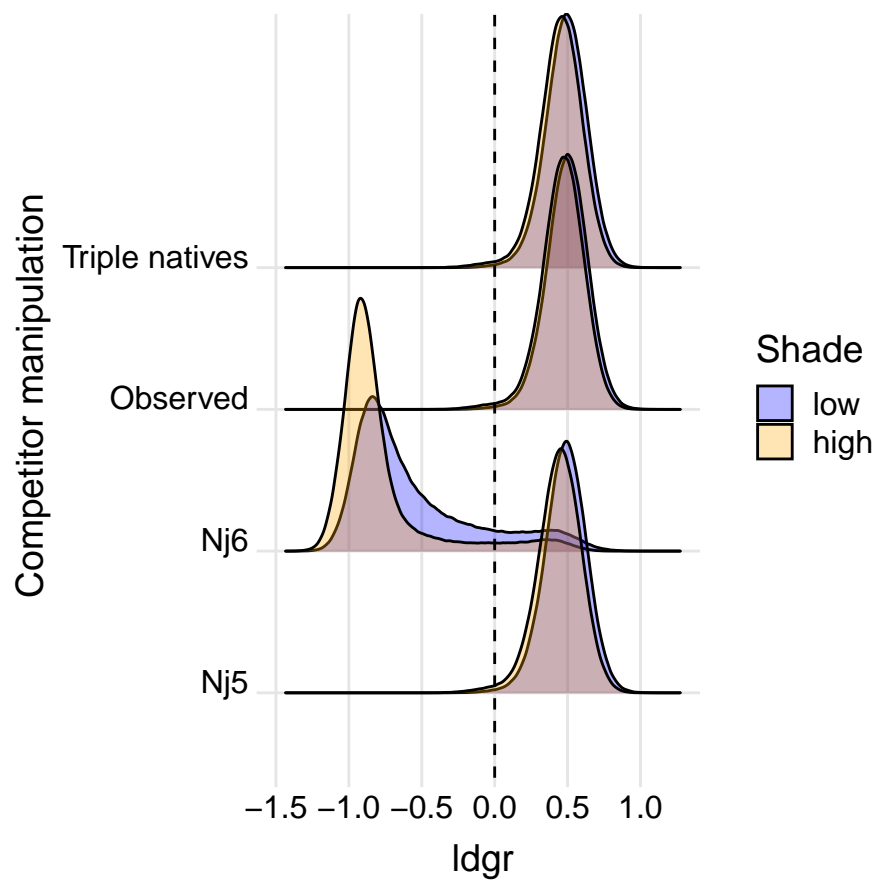 Competitor manipulation
Triple natives
Observed
Nj6
Nj5
−1.5 −1.0 −0.5 0.0 0.5 1.0
ldgr
Shade
low
high